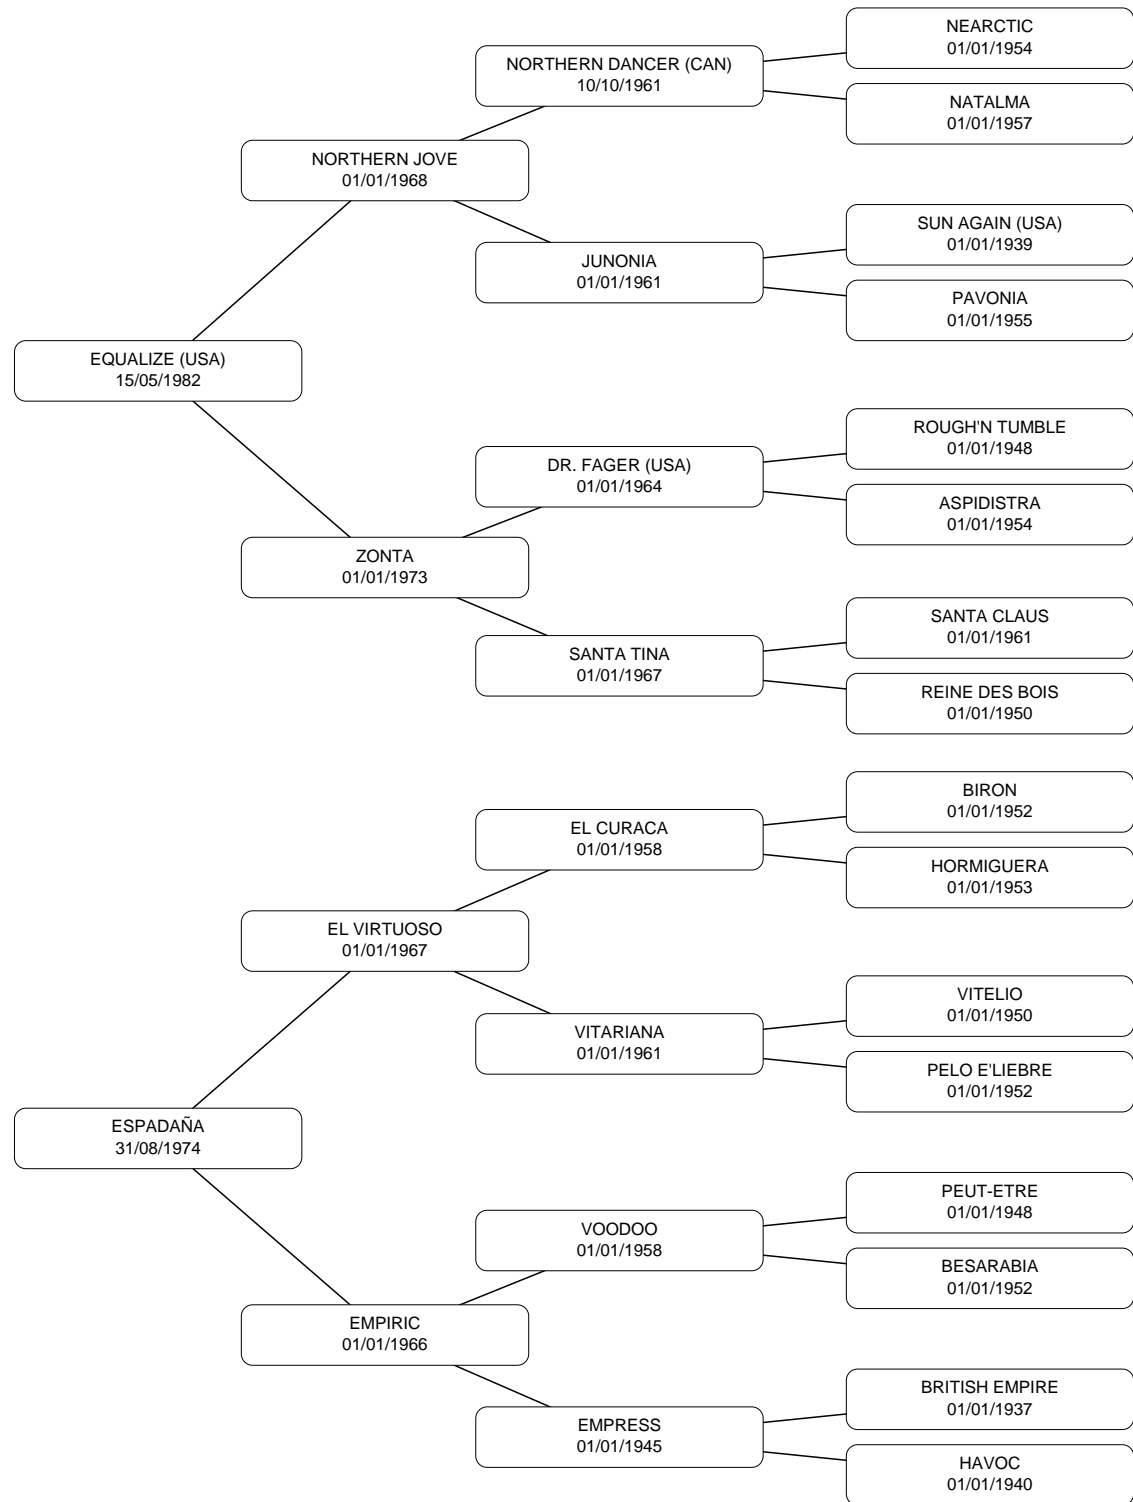 NEARCTIC
01/01/1954
NORTHERN DANCER (CAN)
10/10/1961
NATALMA
01/01/1957
NORTHERN JOVE
01/01/1968
SUN AGAIN (USA)
01/01/1939
JUNONIA
01/01/1961
PAVONIA
01/01/1955
EQUALIZE (USA)
15/05/1982
ROUGH'N TUMBLE
01/01/1948
DR. FAGER (USA)
01/01/1964
ASPIDISTRA
01/01/1954
ZONTA
01/01/1973
SANTA CLAUS
01/01/1961
SANTA TINA
01/01/1967
REINE DES BOIS
01/01/1950
BIRON
01/01/1952
EL CURACA
01/01/1958
HORMIGUERA
01/01/1953
EL VIRTUOSO
01/01/1967
VITELIO
01/01/1950
VITARIANA
01/01/1961
PELO E'LIEBRE
01/01/1952
ESPADAÑA
31/08/1974
PEUT-ETRE
01/01/1948
VOODOO
01/01/1958
BESARABIA
01/01/1952
EMPIRIC
01/01/1966
BRITISH EMPIRE
01/01/1937
EMPRESS
01/01/1945
HAVOC
01/01/1940